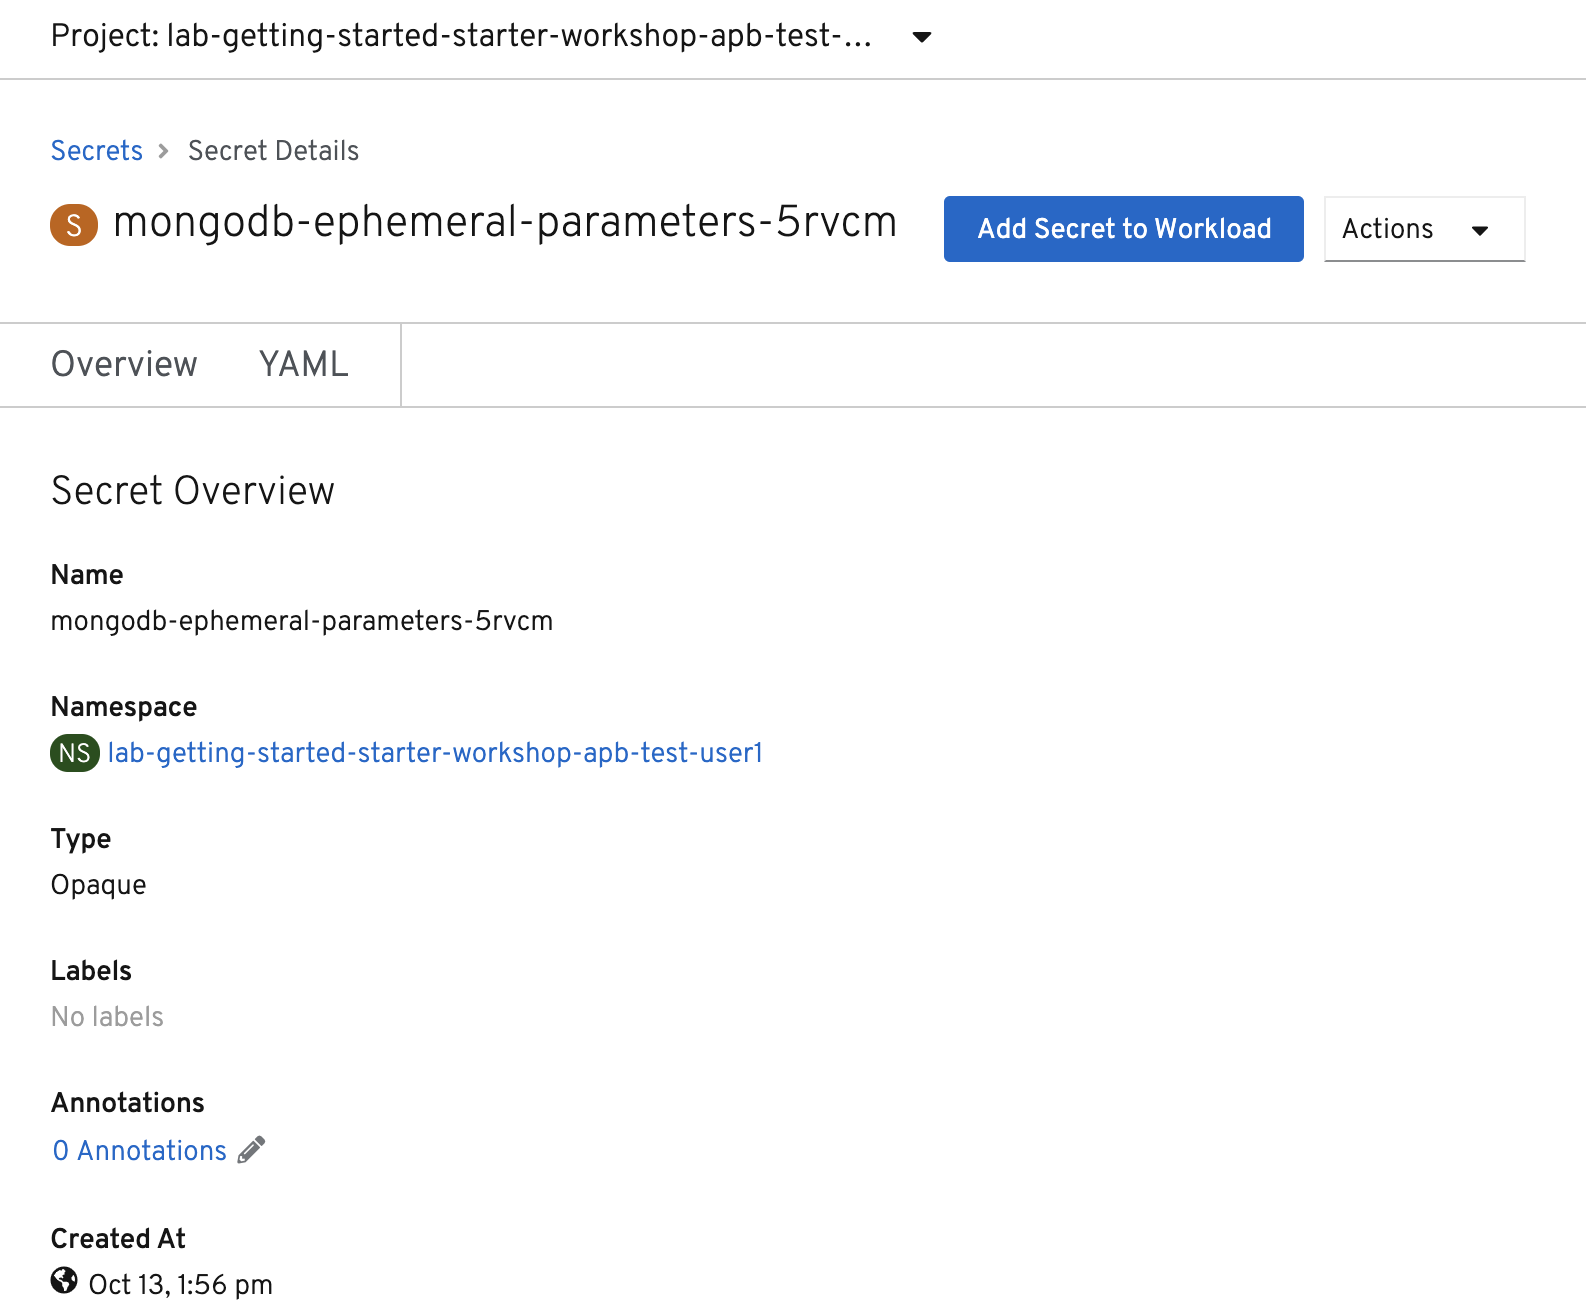 Project: lab-getting-started-starter-workshop-apb-test-...
Secrets > Secret Details
S mongodb-ephemeral-parameters-5rvcm
Add Secret to Workload
Actions
Overview
YAML
Secret Overview
Name
mongodb-ephemeral-parameters-5rvcm
Namespace
NS lab-getting-started-starter-workshop-apb-test-user1
Type
Opaque
Labels
No labels
Annotations
0 Annotations
Created At
Oct 13, 1:56 pm